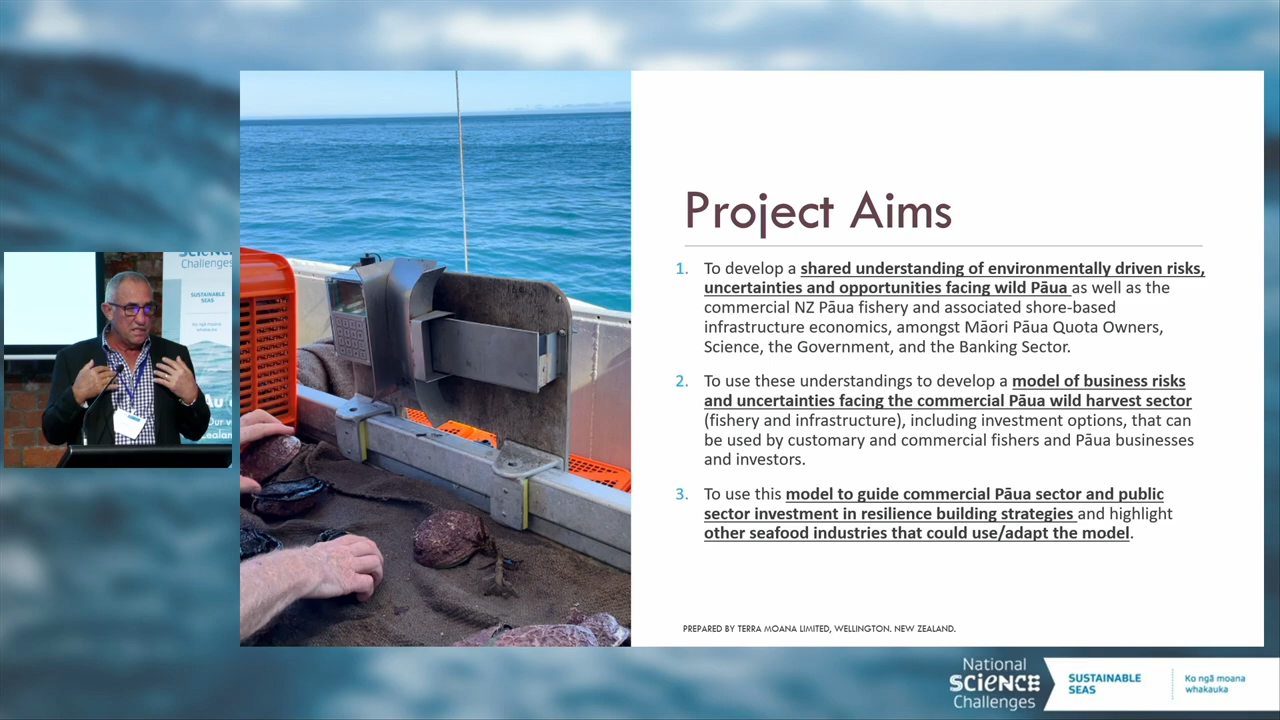 SCIENCE
Challenges
SUSTAINABLE
SEAS
Ko ngā moana
whakauka
Project Aims
1. To develop a shared understanding of environmentally driven risks,
uncertainties and opportunities facing wild Pāua as well as the
commercial NZ Pāua fishery and associated shore-based
infrastructure economics, amongst Māori Pāua Quota Owners,
Science, the Government, and the Banking Sector.
2. To use these understandings to develop a model of business risks
and uncertainties facing the commercial Pāua wild harvest sector
(fishery and infrastructure), including investment options, that can
be used by customary and commercial fishers and Pāua businesses
and investors.
3. To use this model to guide commercial Pāua sector and public
sector investment in resilience building strategies and highlight
other seafood industries that could use/adapt the model.
PREPARED BY TERRA MOANA LIMITED, WELLINGTON. NEW ZEALAND.
National
SCIENCE
Challenges
SUSTAINABLE
SEAS
Ko ngā moana
whakauka